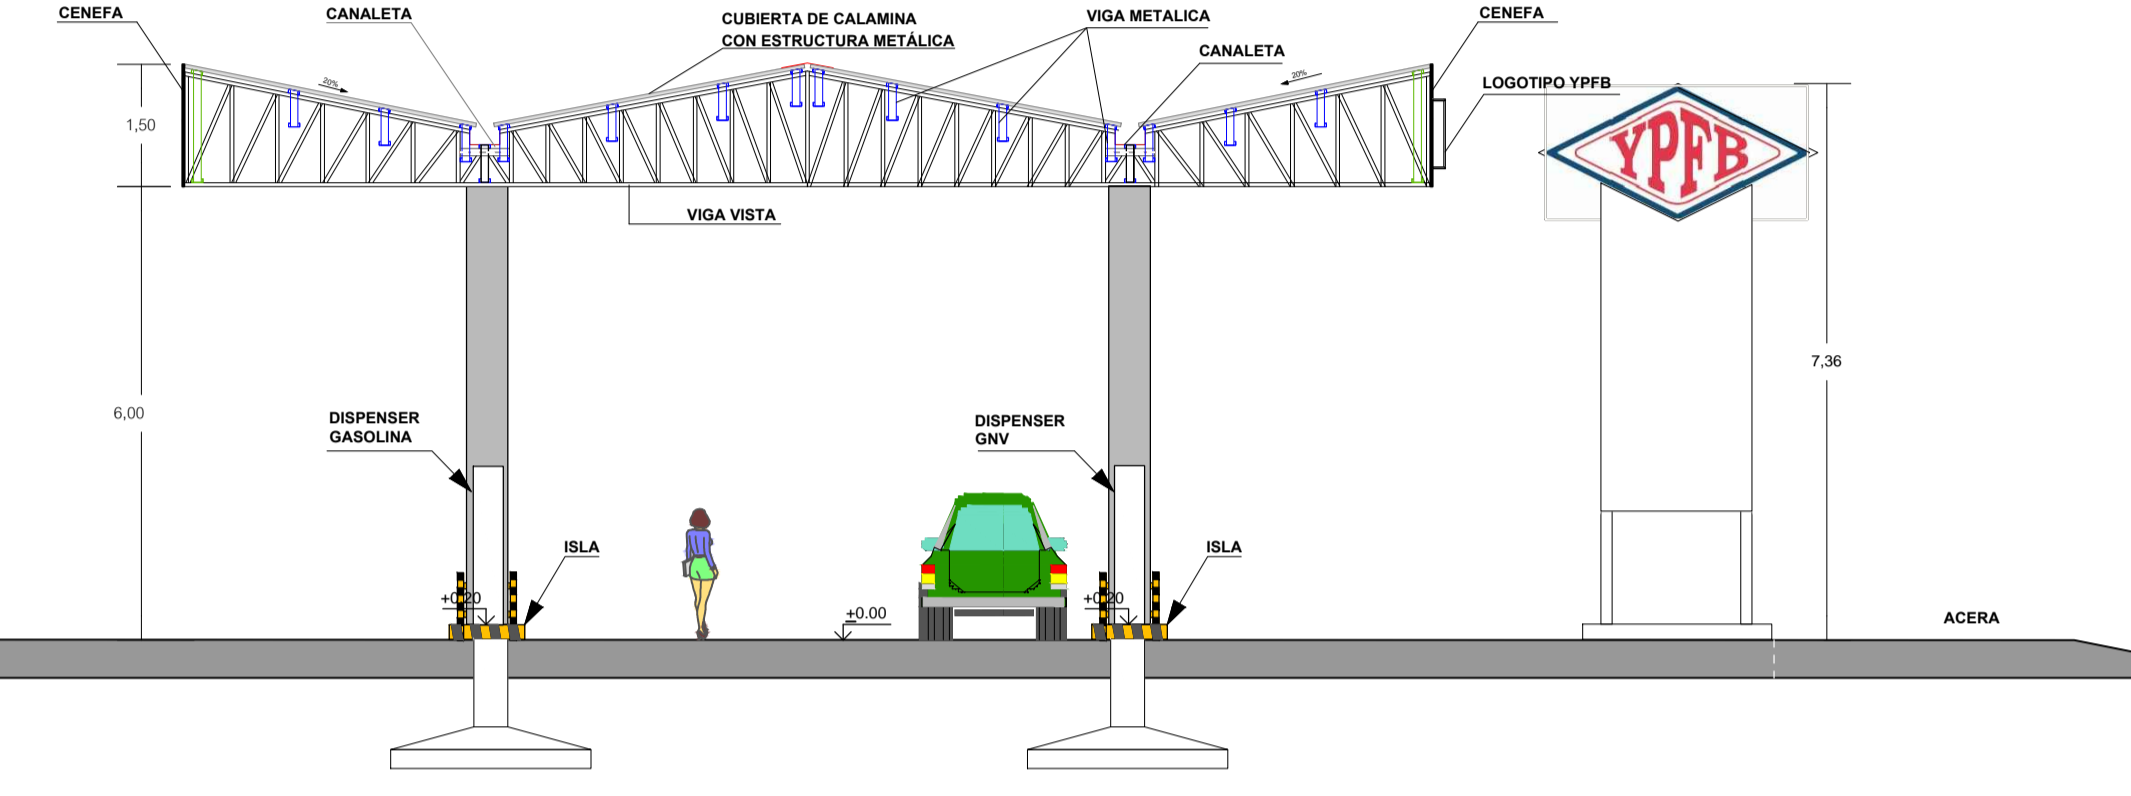 CENEFA
CANALETA
CUBIERTA DE CALAMINA
CON ESTRUCTURA METÁLICA
VIGA METALICA
CANALETA
CENEFA
LOGOTIPO YPFB
20%
20%
1,50
YPFB
VIGA VISTA
7,36
6,00
DISPENSER
GASOLINA
DISPENSER
GNV
ISLA
ISLA
+0.20
+0.00
+0.20
ACERA